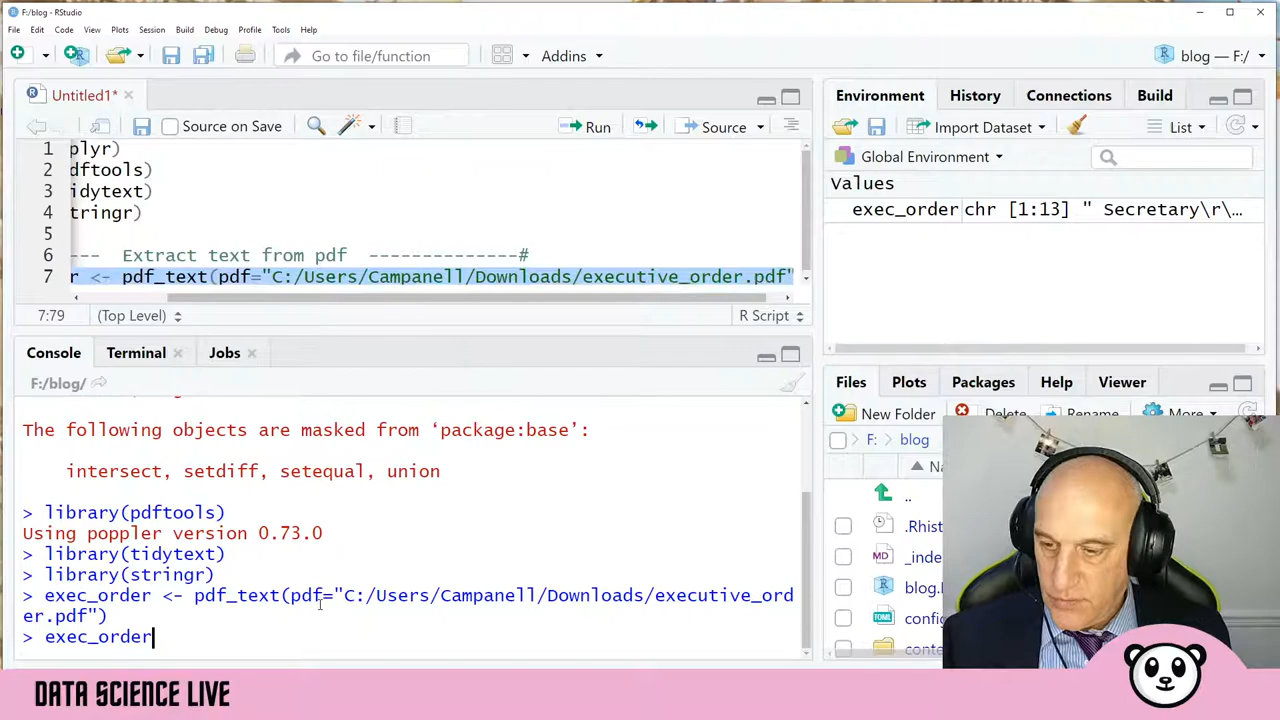 F:/blog - RStudio
File Edit Code View Plots Session Build Debug Profile Tools Help
Go to file/function Addins blog — F:/
Untitled1*
Source on Save Run Source
1 plyr)
2 dftools)
3 idytext)
4 tringr)
5
6 --- Extract text from pdf --------------#
7 r <- pdf_text(pdf="C:/Users/Campanell/Downloads/executive_order.pdf"
7:79 (Top Level) R Script
Console Terminal Jobs
F:/blog/
The following objects are masked from ‘package:base’:
intersect, setdiff, setequal, union
> library(pdftools)
Using poppler version 0.73.0
> library(tidytext)
> library(stringr)
> exec_order <- pdf_text(pdf="C:/Users/Campanell/Downloads/executive_ord
er.pdf")
> exec_order
Environment History Connections Build
Import Dataset List
Global Environment
Values
exec_order chr [1:13] " Secretary\r\…
Files Plots Packages Help Viewer
New Folder Delete Rename More
F: blog
..
.Rhist
_index
blog.
config
conte
DATA SCIENCE LIVE